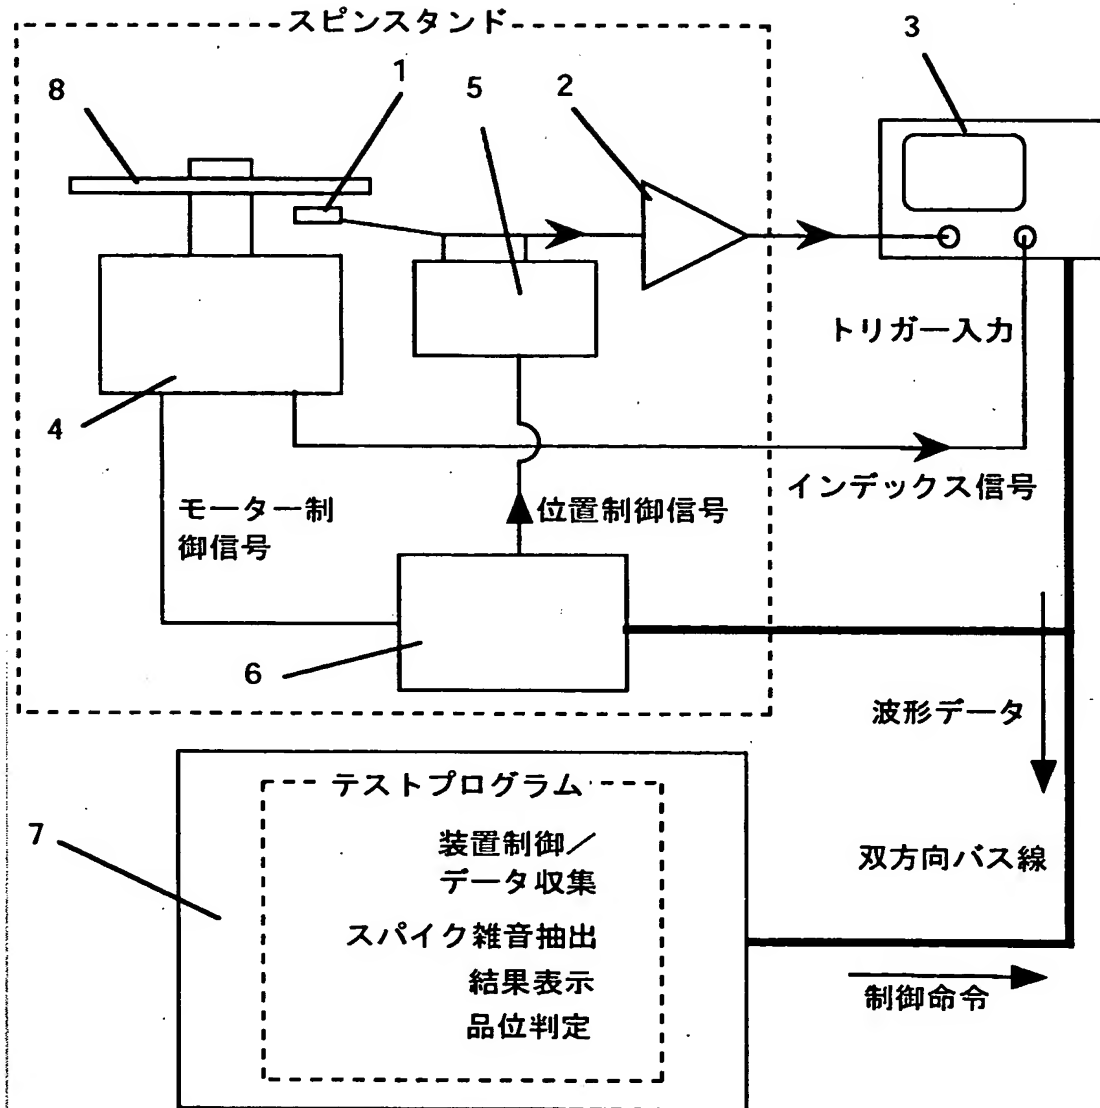 スピンスタンド
3
1
5
2
8
トリガー入力
4
インデックス信号
モーター制
御信号
位置制御信号
6
波形データ
テストプログラム
7
装置制御／
データ収集
双方向バス線
スパイク雑音抽出
結果表示
制御命令
品位判定